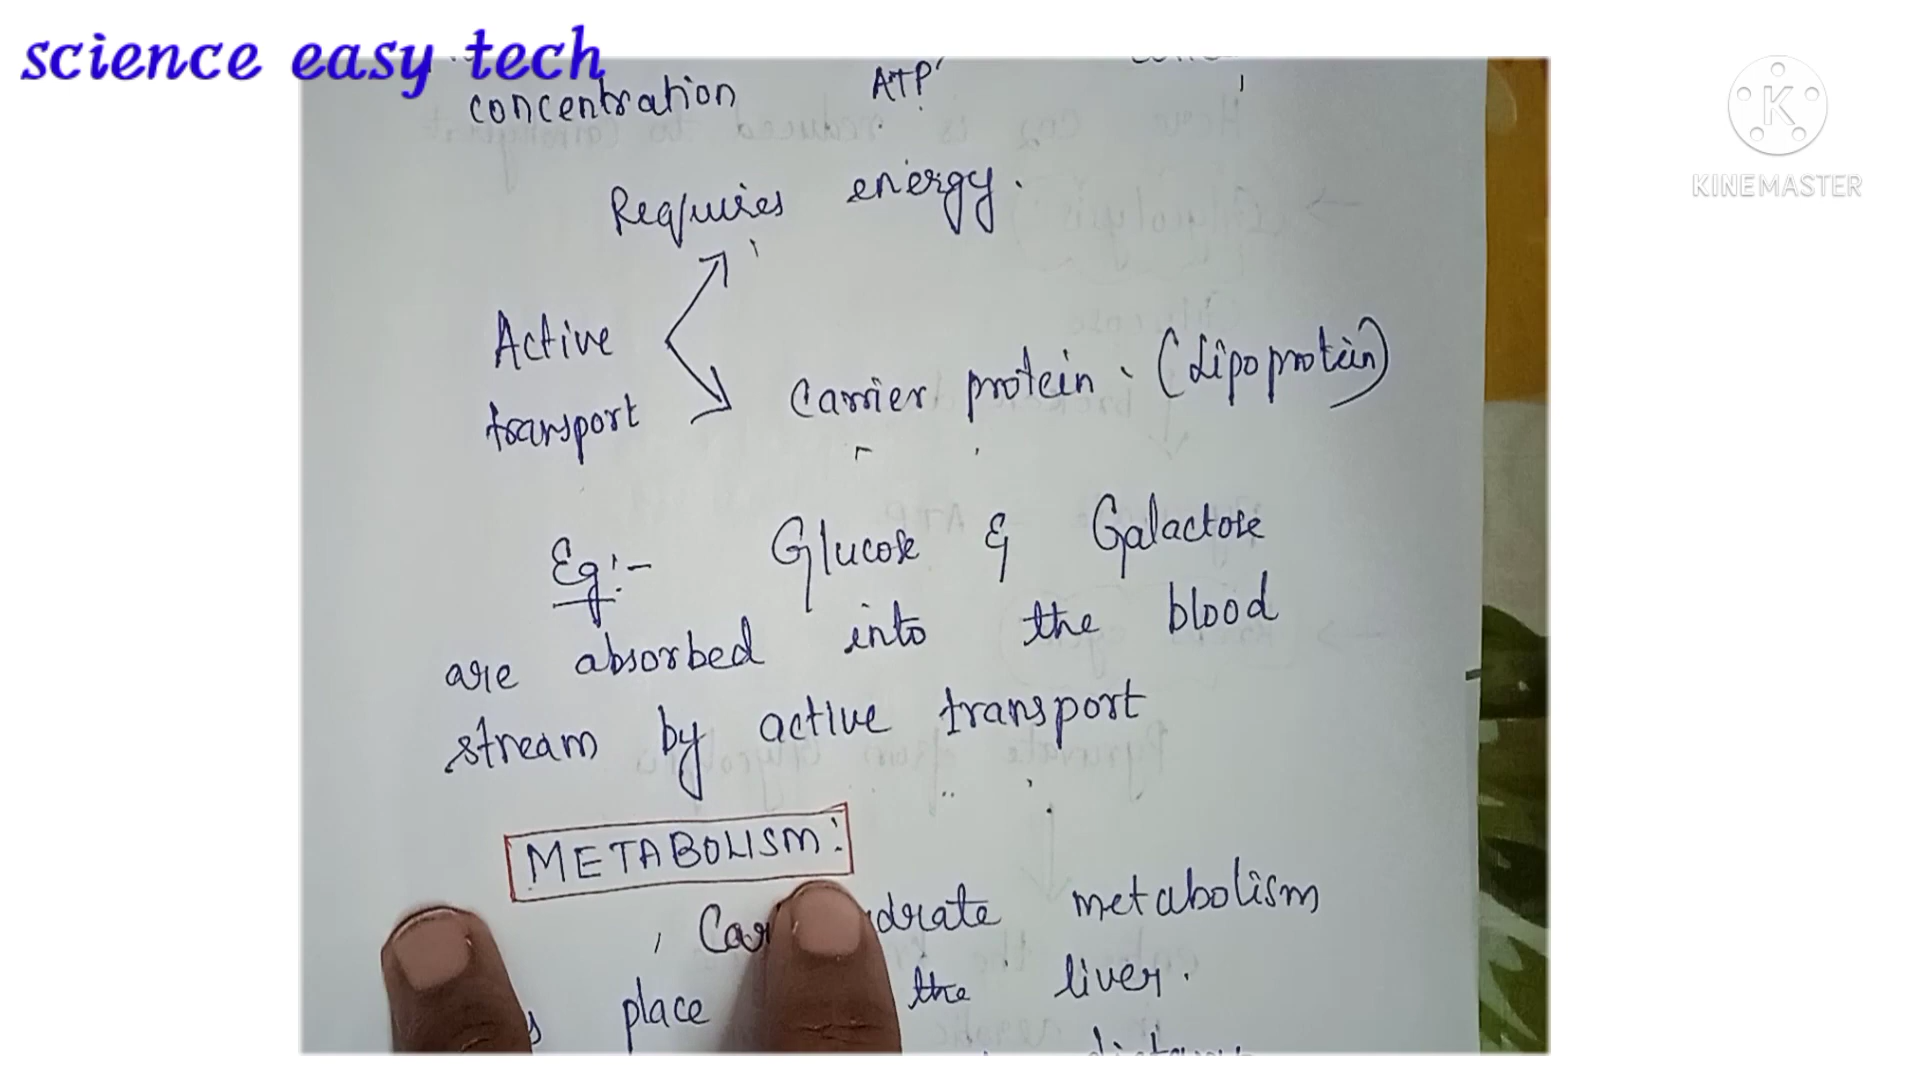 science easy tech
concentration ATP
KINEMASTER
Requires energy.
Active
transport
Carrier protein. (Lipoprotein)
Eg:- Glucose & Galactose
are absorbed into the blood
stream by active transport
METABOLISM:
metabolism
place the liver.